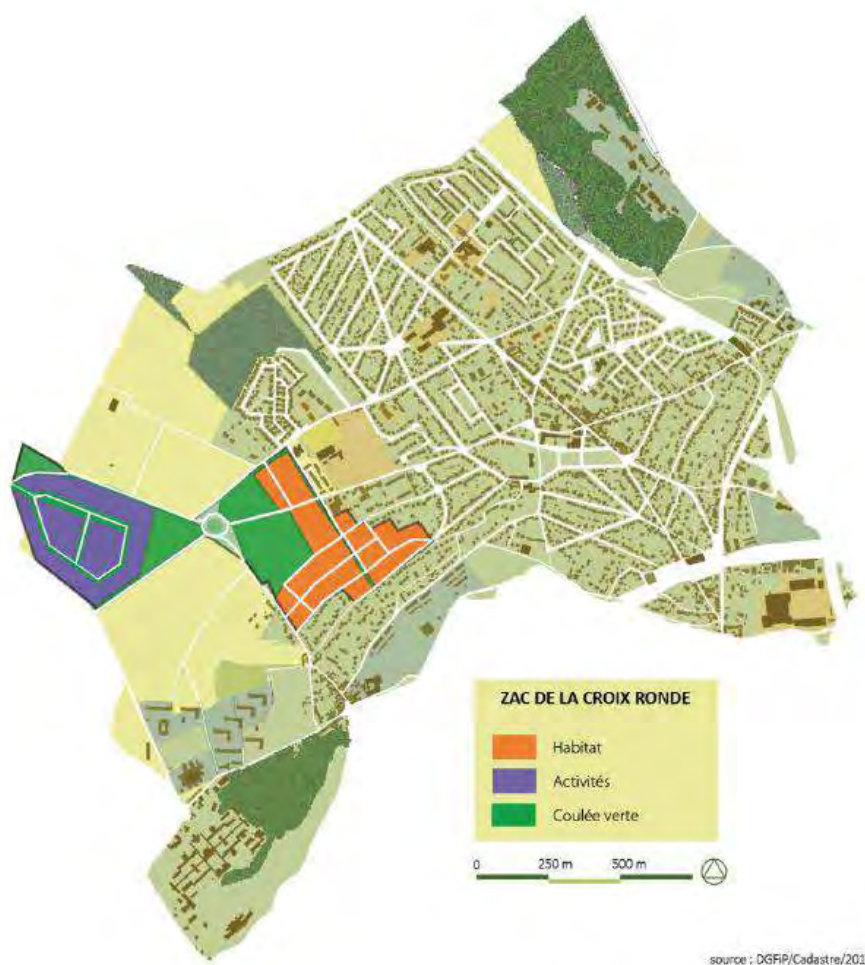 ZAC DE LA CROIX RONDE
Habitat
Activités
Coulée verte
0 250 m 500 m
source : DGFiP/Cadastre/201